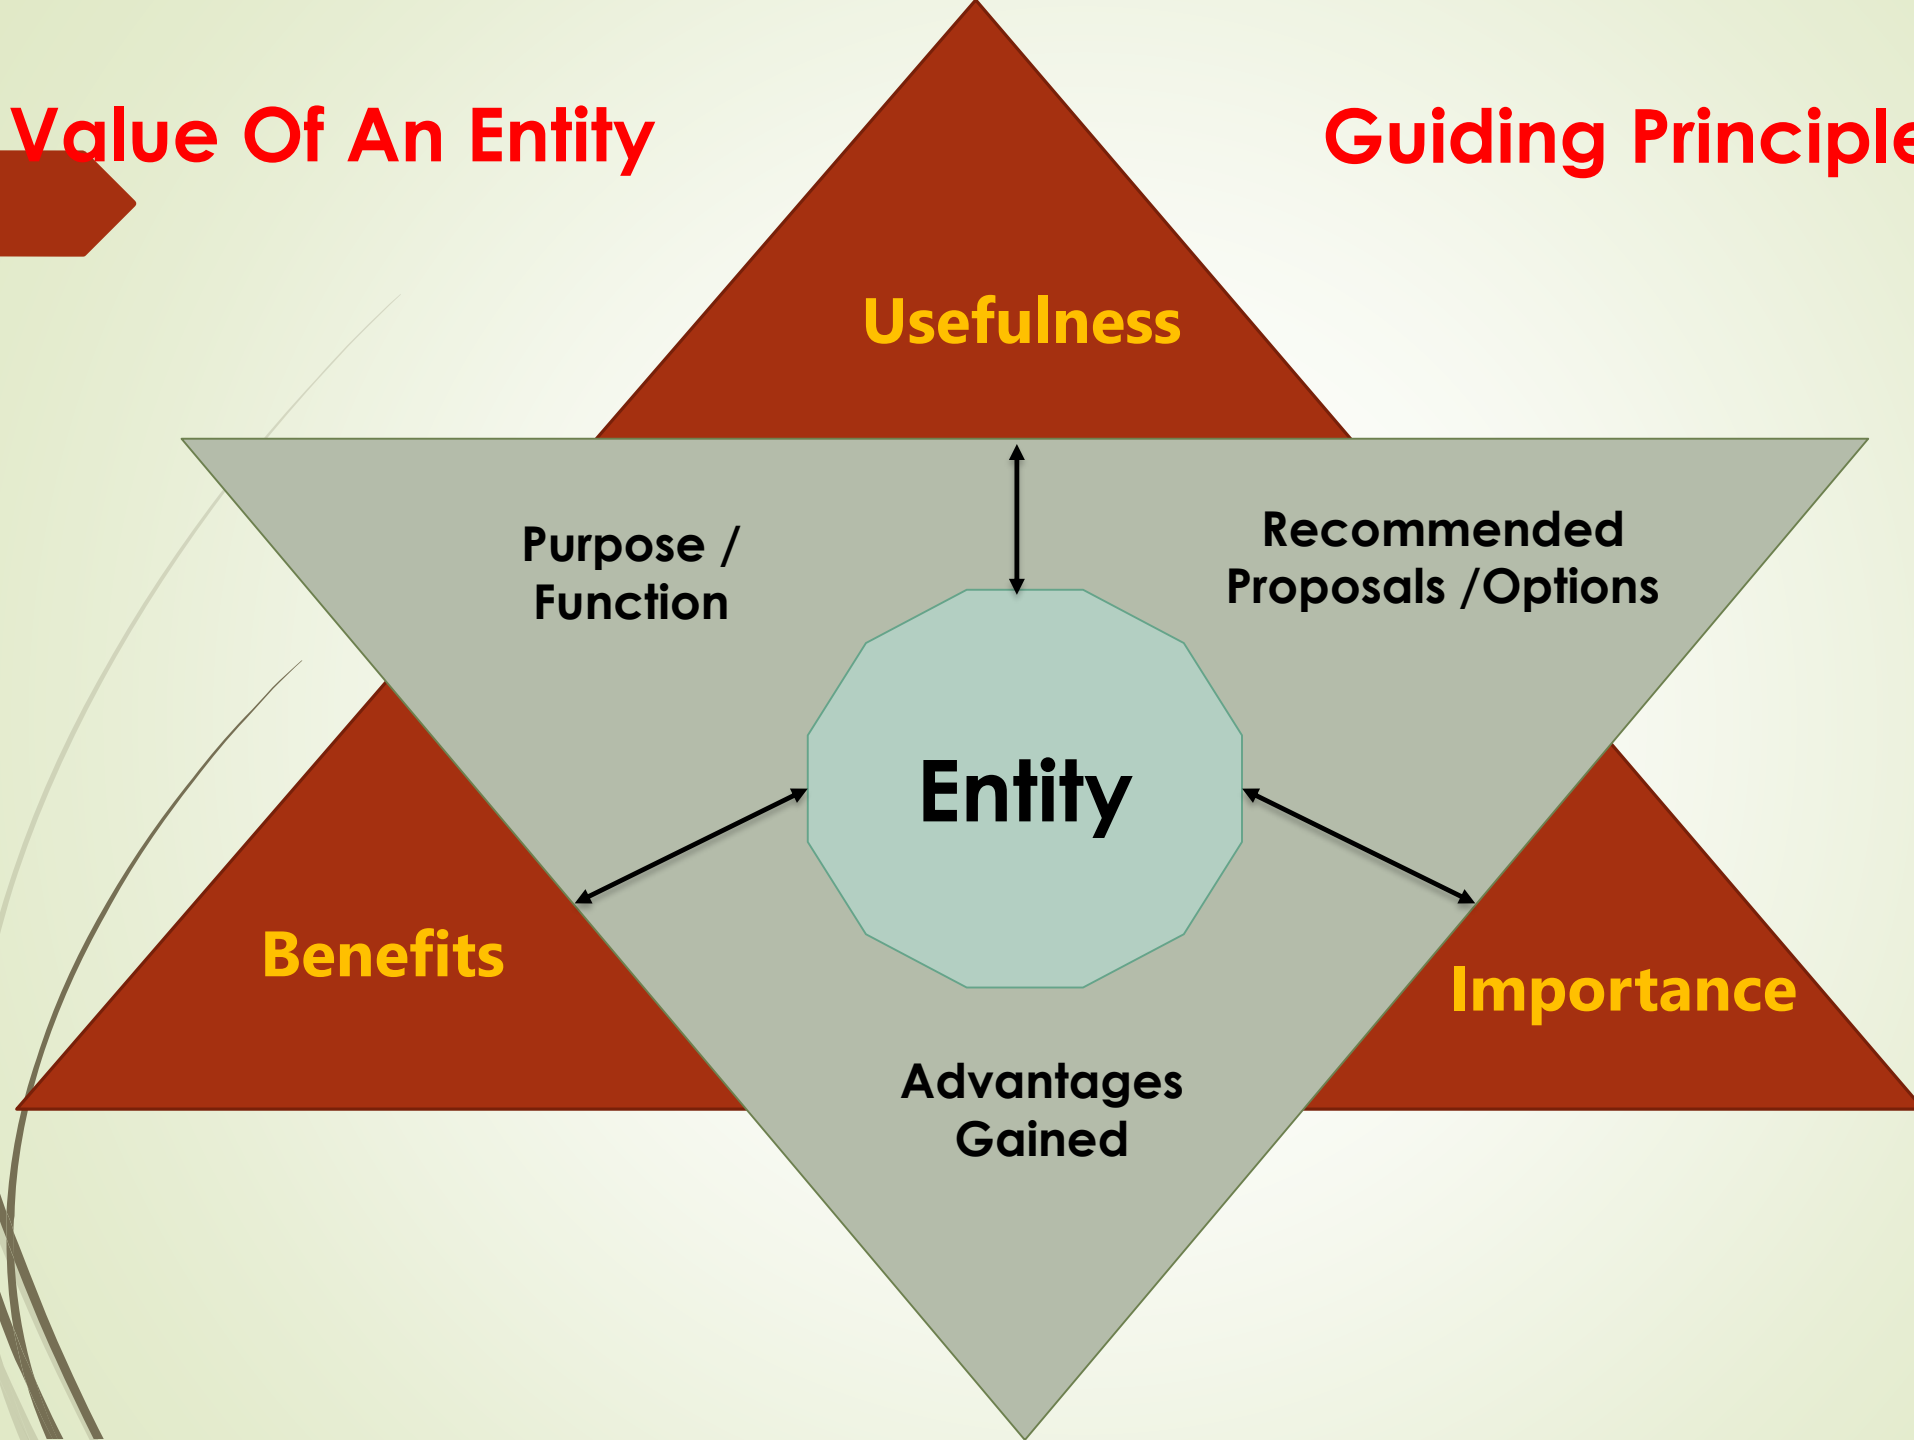 Value Of An Entity
Guiding Principle
Usefulness
Purpose /
Function
Recommended
Proposals /Options
Entity
Benefits
Importance
Advantages
Gained